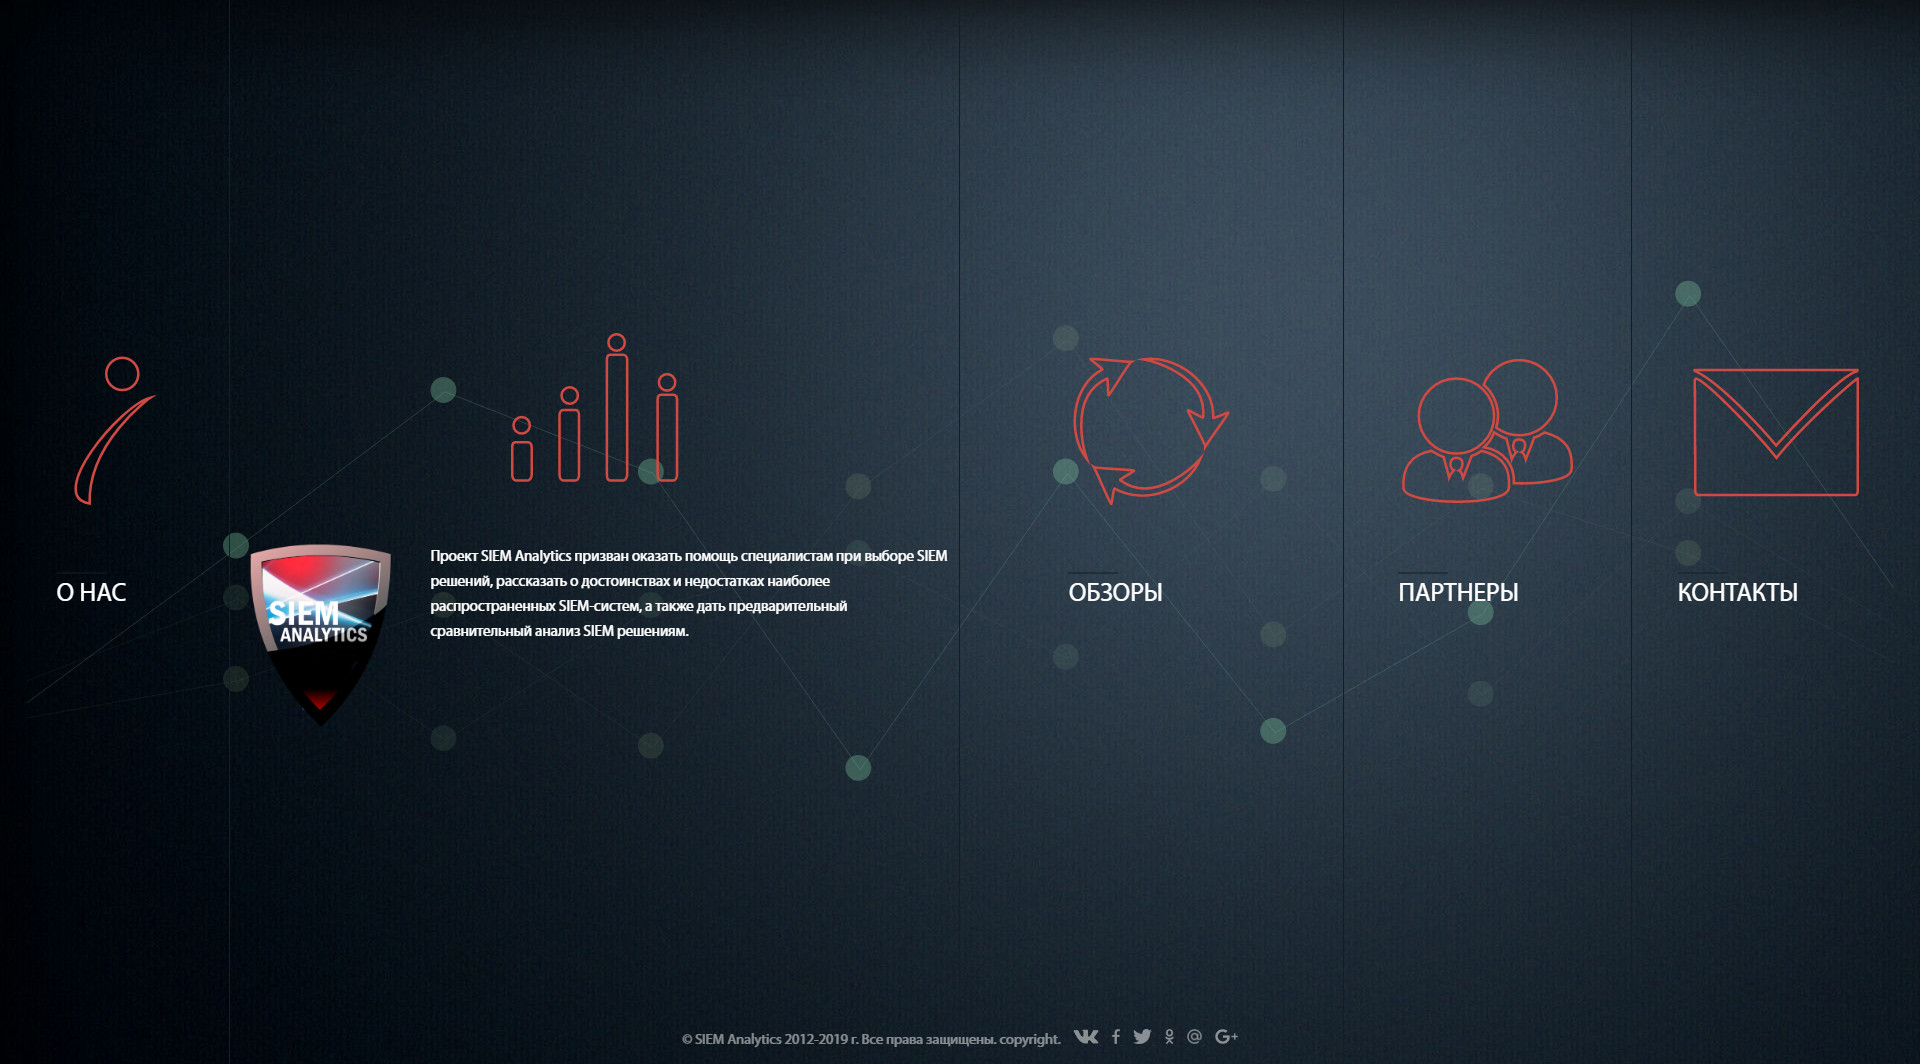 О НАС
SIEM
ANALYTICS
Проект SIEM Analytics призван оказать помощь специалистам при выборе SIEM
решений, рассказать о достоинствах и недостатках наиболее
распространенных SIEM-систем, а также дать предварительный
сравнительный анализ SIEM решениям.
ОБЗОРЫ
ПАРТНЕРЫ
КОНТАКТЫ
© SIEM Analytics 2012-2019 г. Все права защищены. copyright.